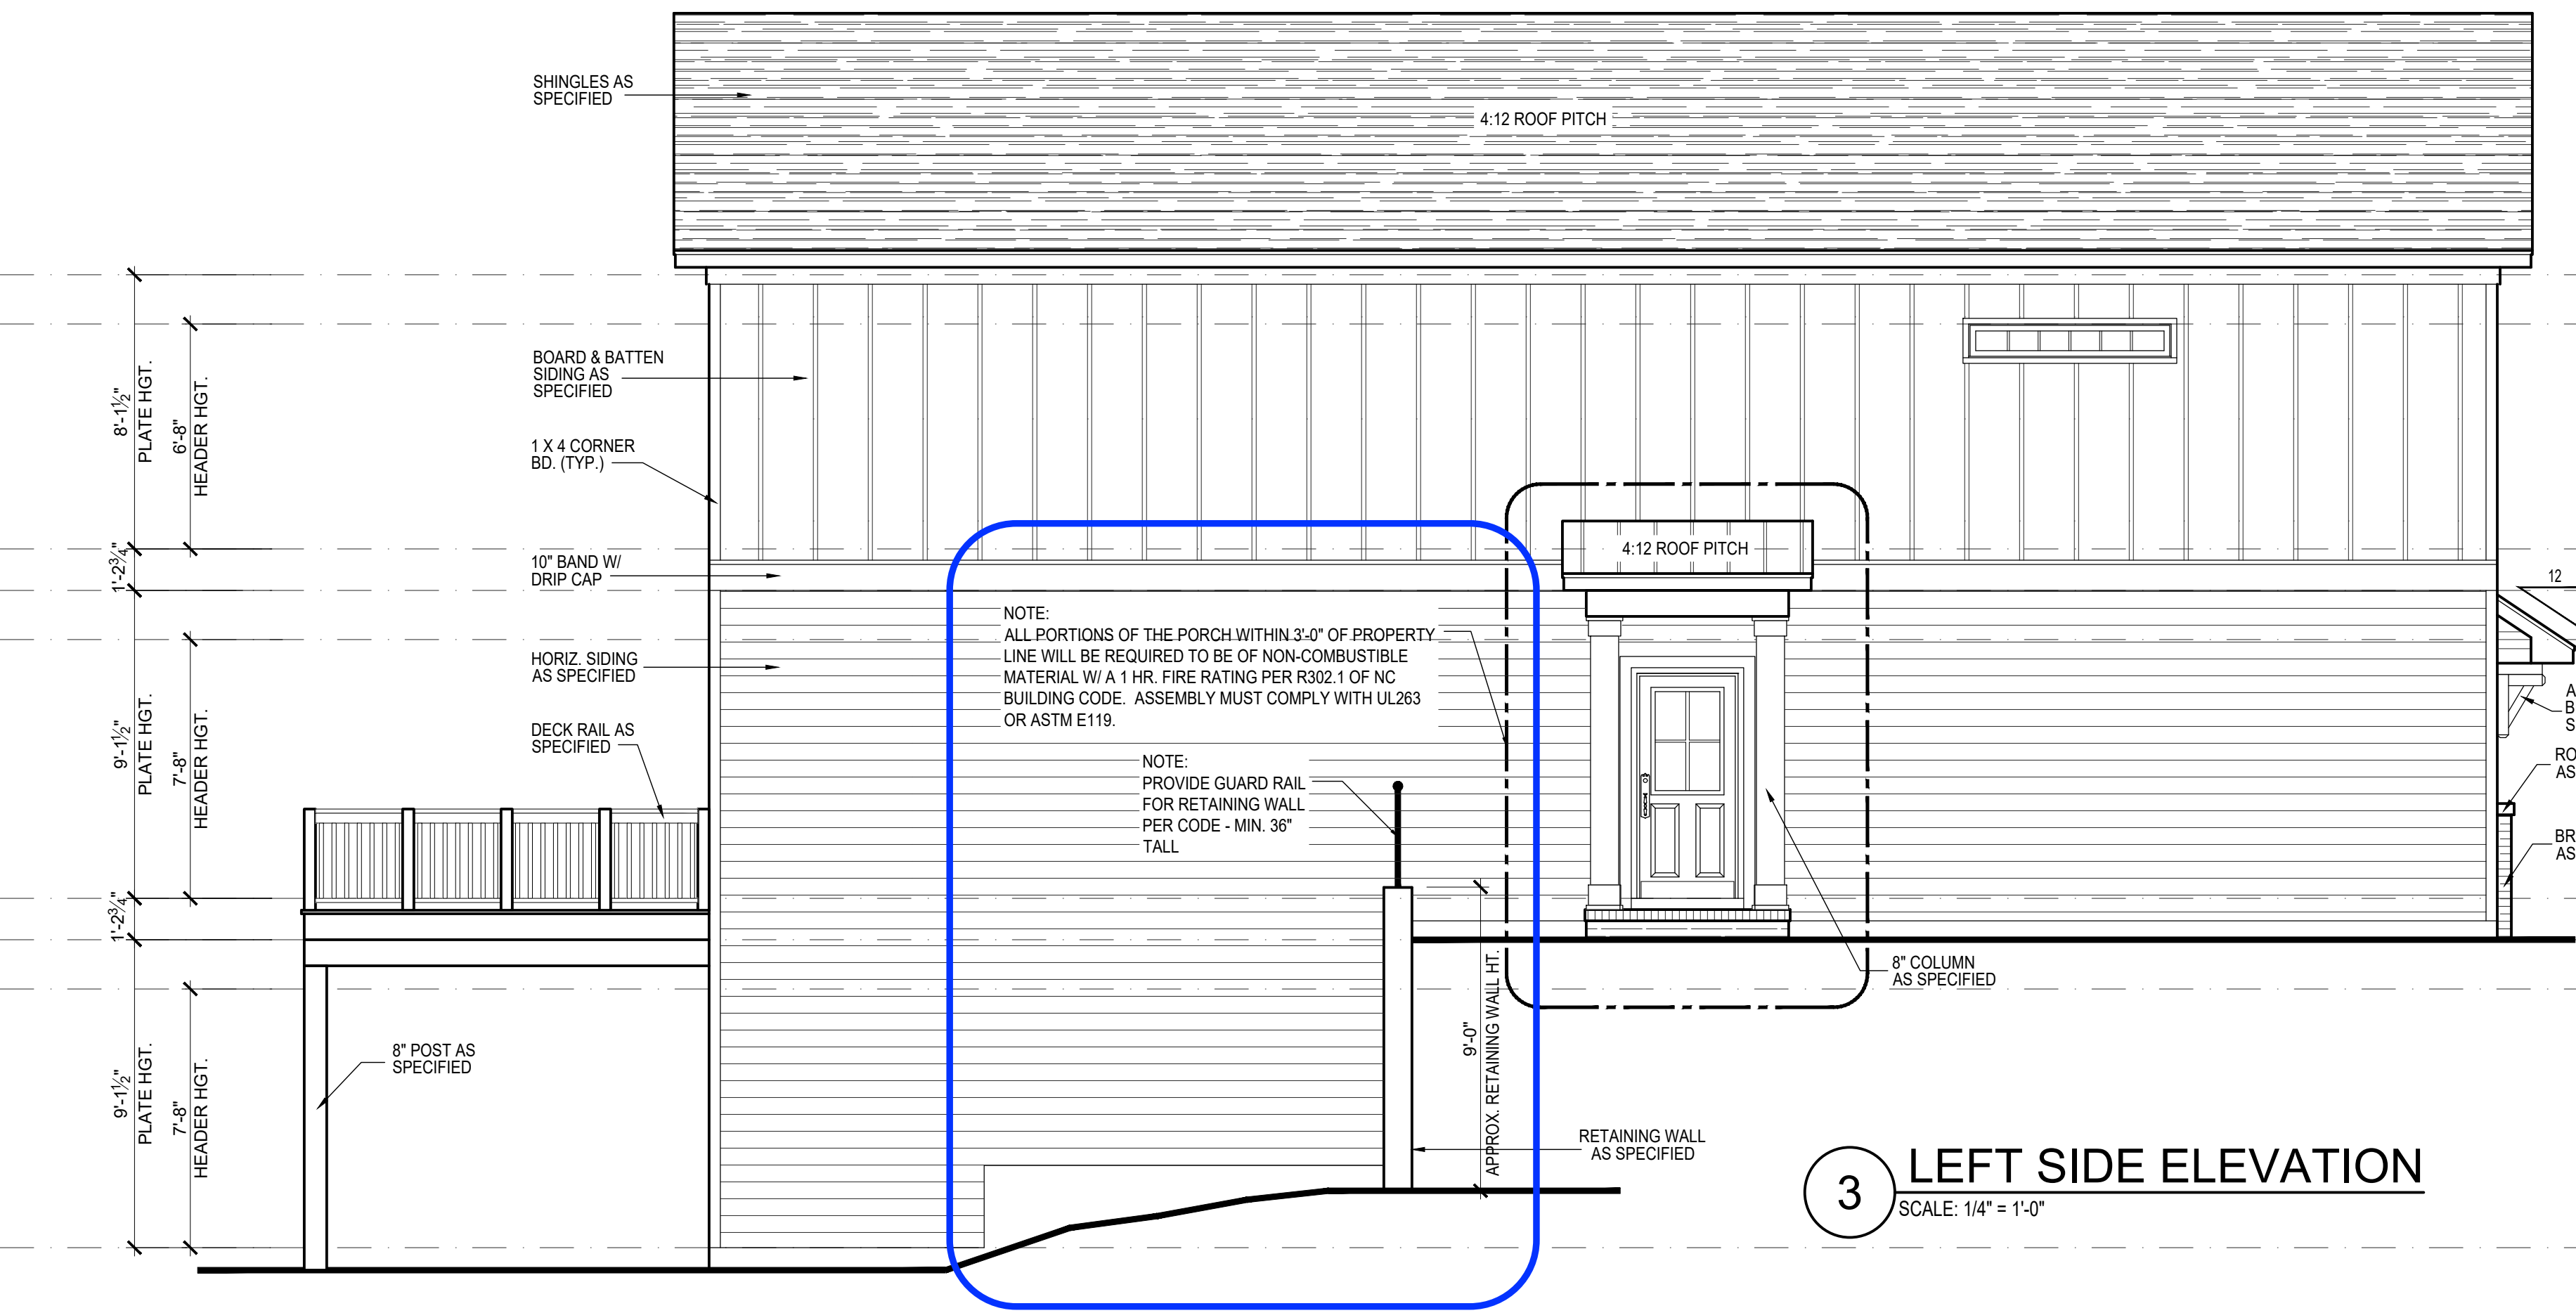 SHINGLES AS
SPECIFIED
4:12 ROOF PITCH
BOARD & BATTEN
SIDING AS
SPECIFIED
8'-1½"
PLATE HGT.
6'-8"
HEADER HGT.
1 X 4 CORNER
BD. (TYP.)
1'-2¾"
10" BAND W/
DRIP CAP
4:12 ROOF PITCH
12
NOTE:
ALL PORTIONS OF THE PORCH WITHIN 3'-0" OF PROPERTY
LINE WILL BE REQUIRED TO BE OF NON-COMBUSTIBLE
MATERIAL W/ A 1 HR. FIRE RATING PER R302.1 OF NC
BUILDING CODE. ASSEMBLY MUST COMPLY WITH UL263
OR ASTM E119.
HORIZ. SIDING
AS SPECIFIED
9'-1½"
PLATE HGT.
7'-8"
HEADER HGT.
DECK RAIL AS
SPECIFIED
NOTE:
PROVIDE GUARD RAIL
FOR RETAINING WALL
PER CODE - MIN. 36"
TALL
A
B
S
RO
AS
BR
AS
1'-2¾"
8" COLUMN
AS SPECIFIED
9'-0"
APPROX. RETAINING WALL HT.
8" POST AS
SPECIFIED
9'-1½"
PLATE HGT.
7'-8"
HEADER HGT.
RETAINING WALL
AS SPECIFIED
3
LEFT SIDE ELEVATION
SCALE: 1/4" = 1'-0"